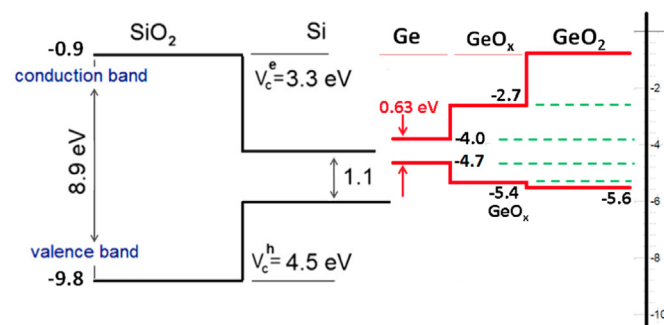 SiO2 Si Ge GeOx GeO2
-0.9
conduction band
Vc^e=3.3 eV
0.63 eV
-2.7
-2
8.9 eV
-4.0
-4
1.1
-4.7
-5.4
GeOx
-5.6
-6
valence band
Vc^h=4.5 eV
-9.8
-8
-10